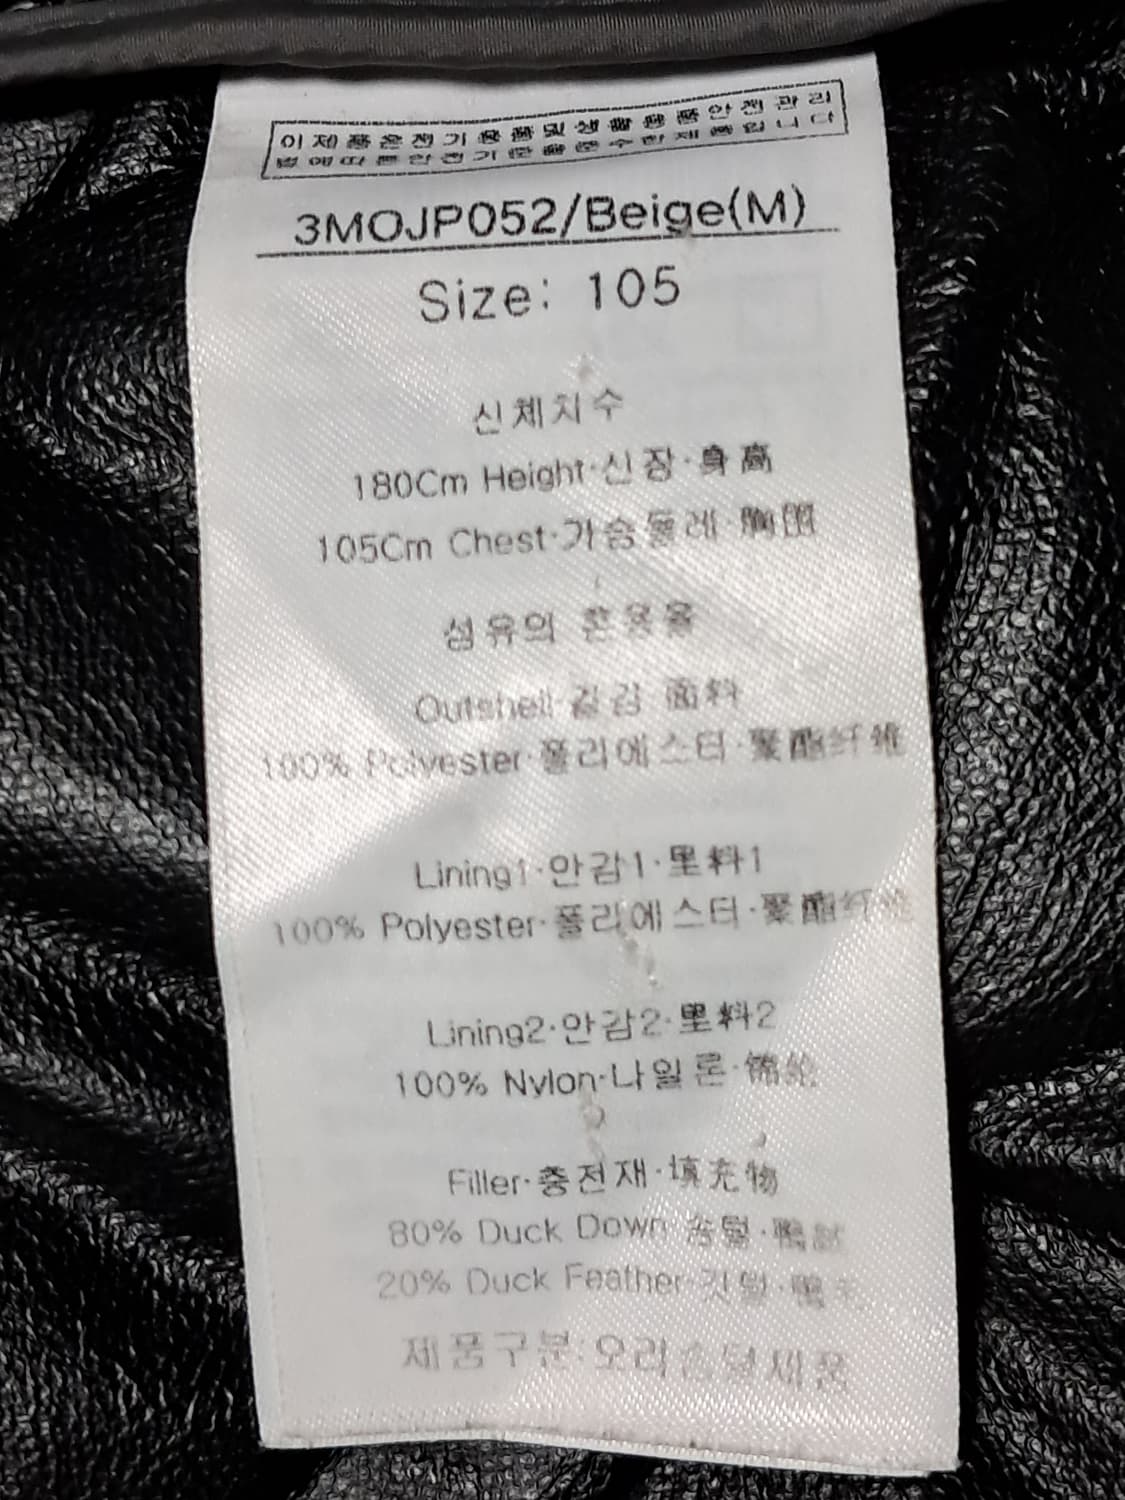 이 제품은전기용품및생활용품안전관리
법에따른안전기준을준수한제품입니다
3MOJP052/Beige(M)
Size: 105
신체치수
180Cm Height·신장·身高
105Cm Chest·가슴둘레·胸围
섬유의 혼용율
Outshell·겉감·面料
100% Polyester·폴리에스터·聚酯纤维
Lining1·안감1·里料1
100% Polyester·폴리에스터·聚酯纤维
Lining2·안감2·里料2
100% Nylon·나일론·锦纶
Filler·충전재·填充物
80% Duck Down·솜털·鸭绒
20% Duck Feather·깃털·鸭毛
제품구분:오리솜털제품